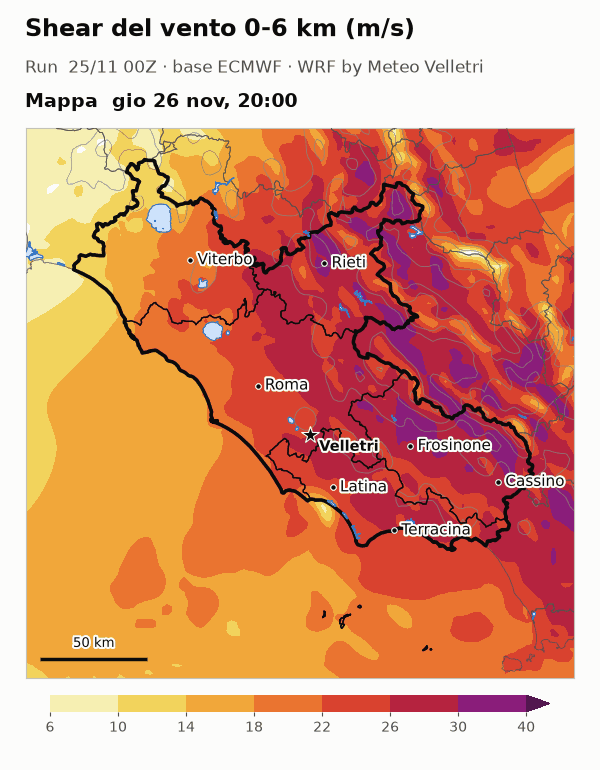 Shear del vento 0-6 km (m/s)
Run  25/11 00Z · base ECMWF · WRF by Meteo Velletri
Mappa  gio 26 nov, 20:00
Viterbo
Rieti
Roma
Velletri
Frosinone
Cassino
Latina
Terracina
50 km
6 10 14 18 22 26 30 40